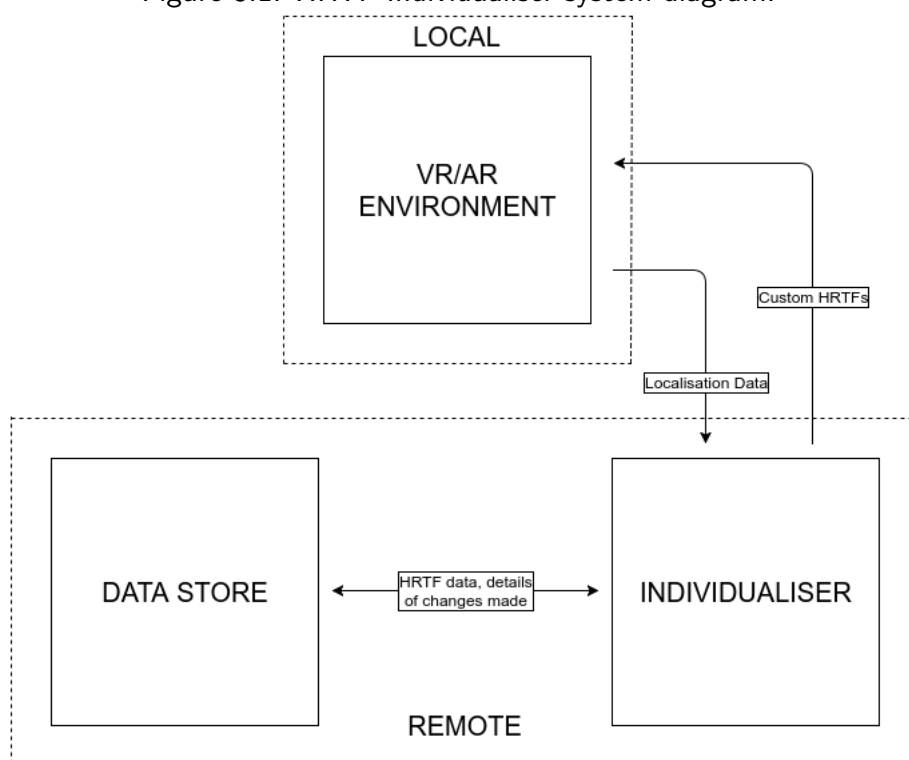 LOCAL
VR/AR
ENVIRONMENT
Custom HRTFs
Localisation Data
DATA STORE
HRTF data, details
of changes made
INDIVIDUALISER
REMOTE